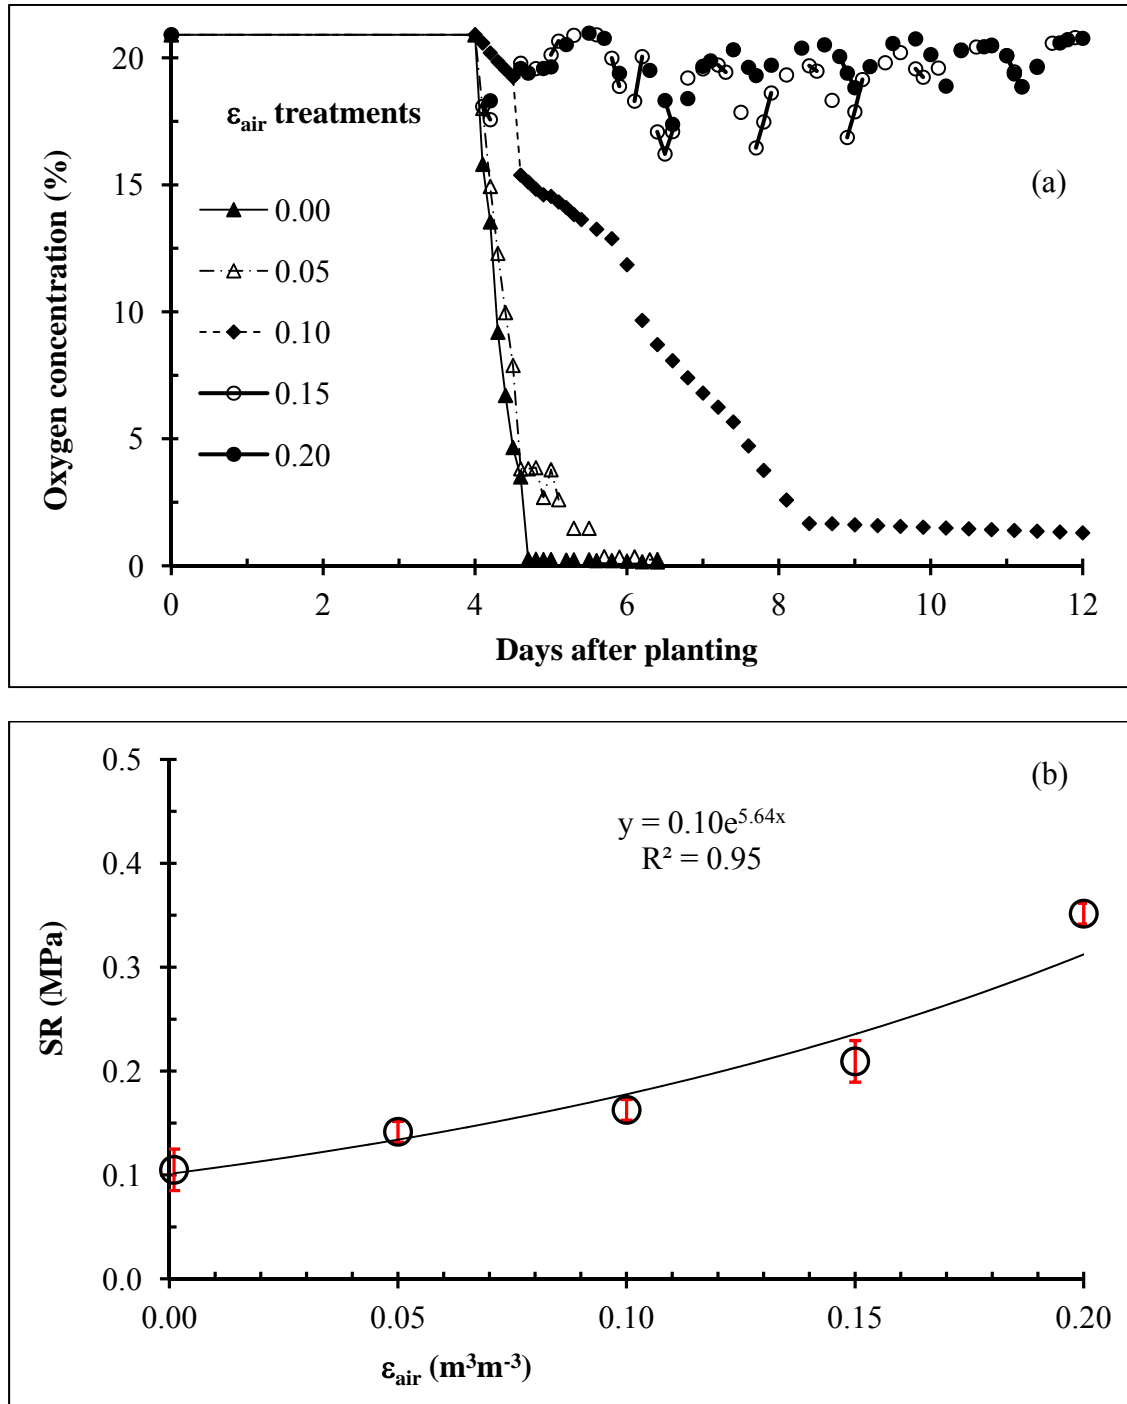 20
15
10
5
0
Oxygen concentration (%)
ε_air treatments
0.00
0.05
0.10
0.15
0.20
(a)
0 2 4 6 8 10 12
Days after planting
0.5
0.4
0.3
0.2
0.1
0.0
SR (MPa)
(b)
y = 0.10e^5.64x
R² = 0.95
0.00 0.05 0.10 0.15 0.20
ε_air (m³m⁻³)